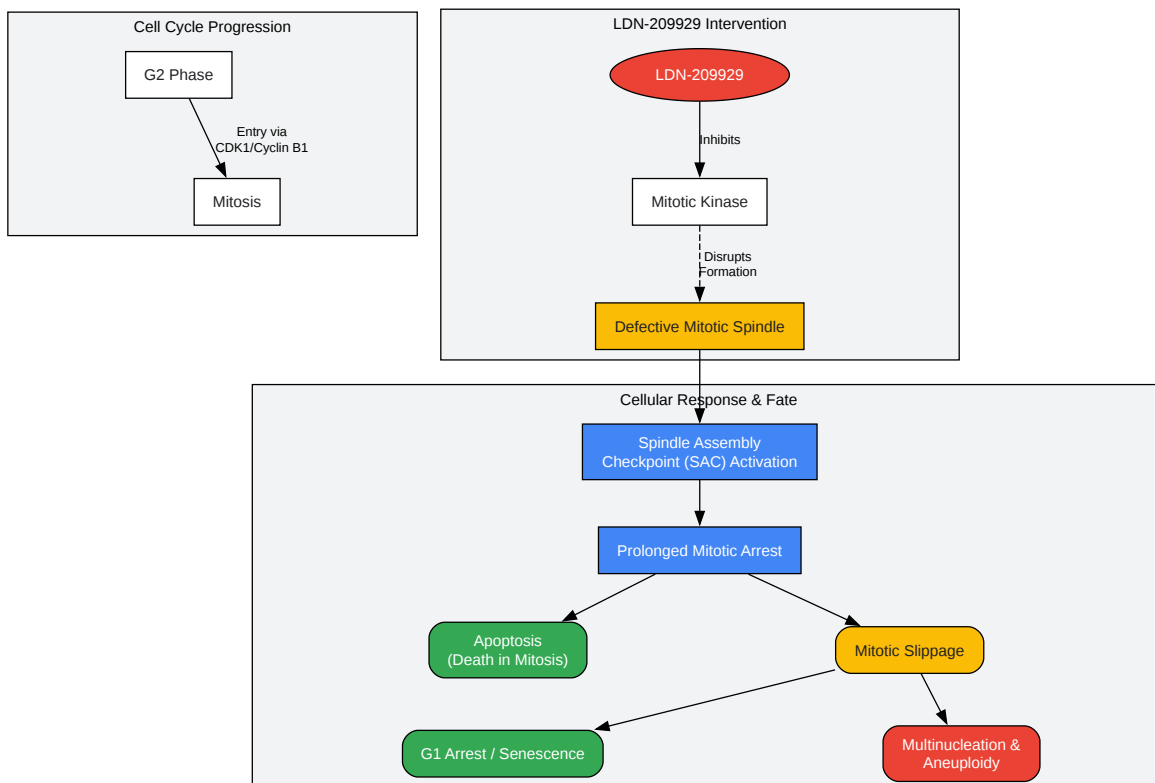 Cell Cycle Progression
G2 Phase
Entry via
CDK1/Cyclin B1
Mitosis
LDN-209929 Intervention
LDN-209929
Inhibits
Mitotic Kinase
Disrupts
Formation
Defective Mitotic Spindle
Cellular Response & Fate
Spindle Assembly
Checkpoint (SAC) Activation
Prolonged Mitotic Arrest
Apoptosis
(Death in Mitosis)
Mitotic Slippage
G1 Arrest / Senescence
Multinucleation &
Aneuploidy